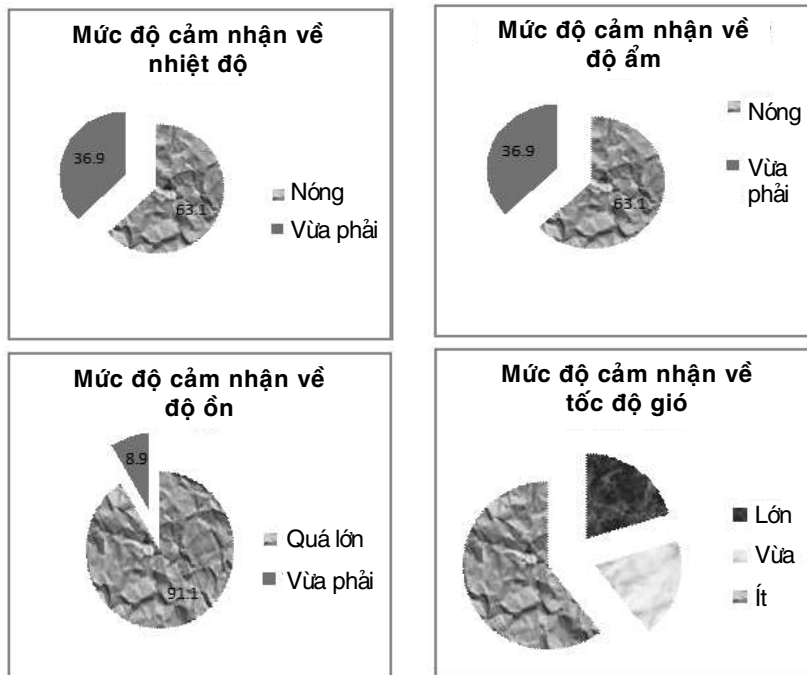 Mức độ cảm nhận về
nhiệt độ
36.9
63.1
Nóng
Vừa phải
Mức độ cảm nhận về
độ ẩm
36.9
63.1
Nóng
Vừa
phải
Mức độ cảm nhận về
độ ồn
8.9
91.1
Quá lớn
Vừa phải
Mức độ cảm nhận về
tốc độ gió
Lớn
Vừa
Ít